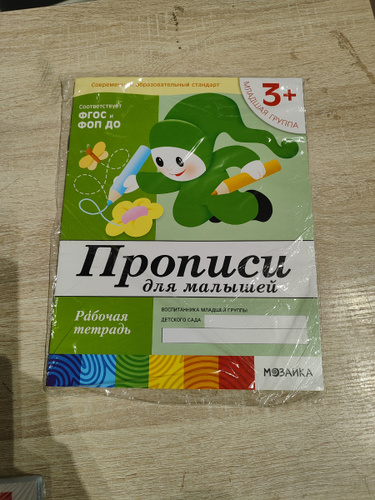 Современный образовательный стандарт
Соответствует
ФГОС и
ФОП ДО
3+
МЛАДШАЯ ГРУППА
Прописи
для малышей
Рабочая
тетрадь
ВОСПИТАННИКА МЛАДШЕЙ ГРУППЫ
ДЕТСКОГО САДА
МОЗАИКА